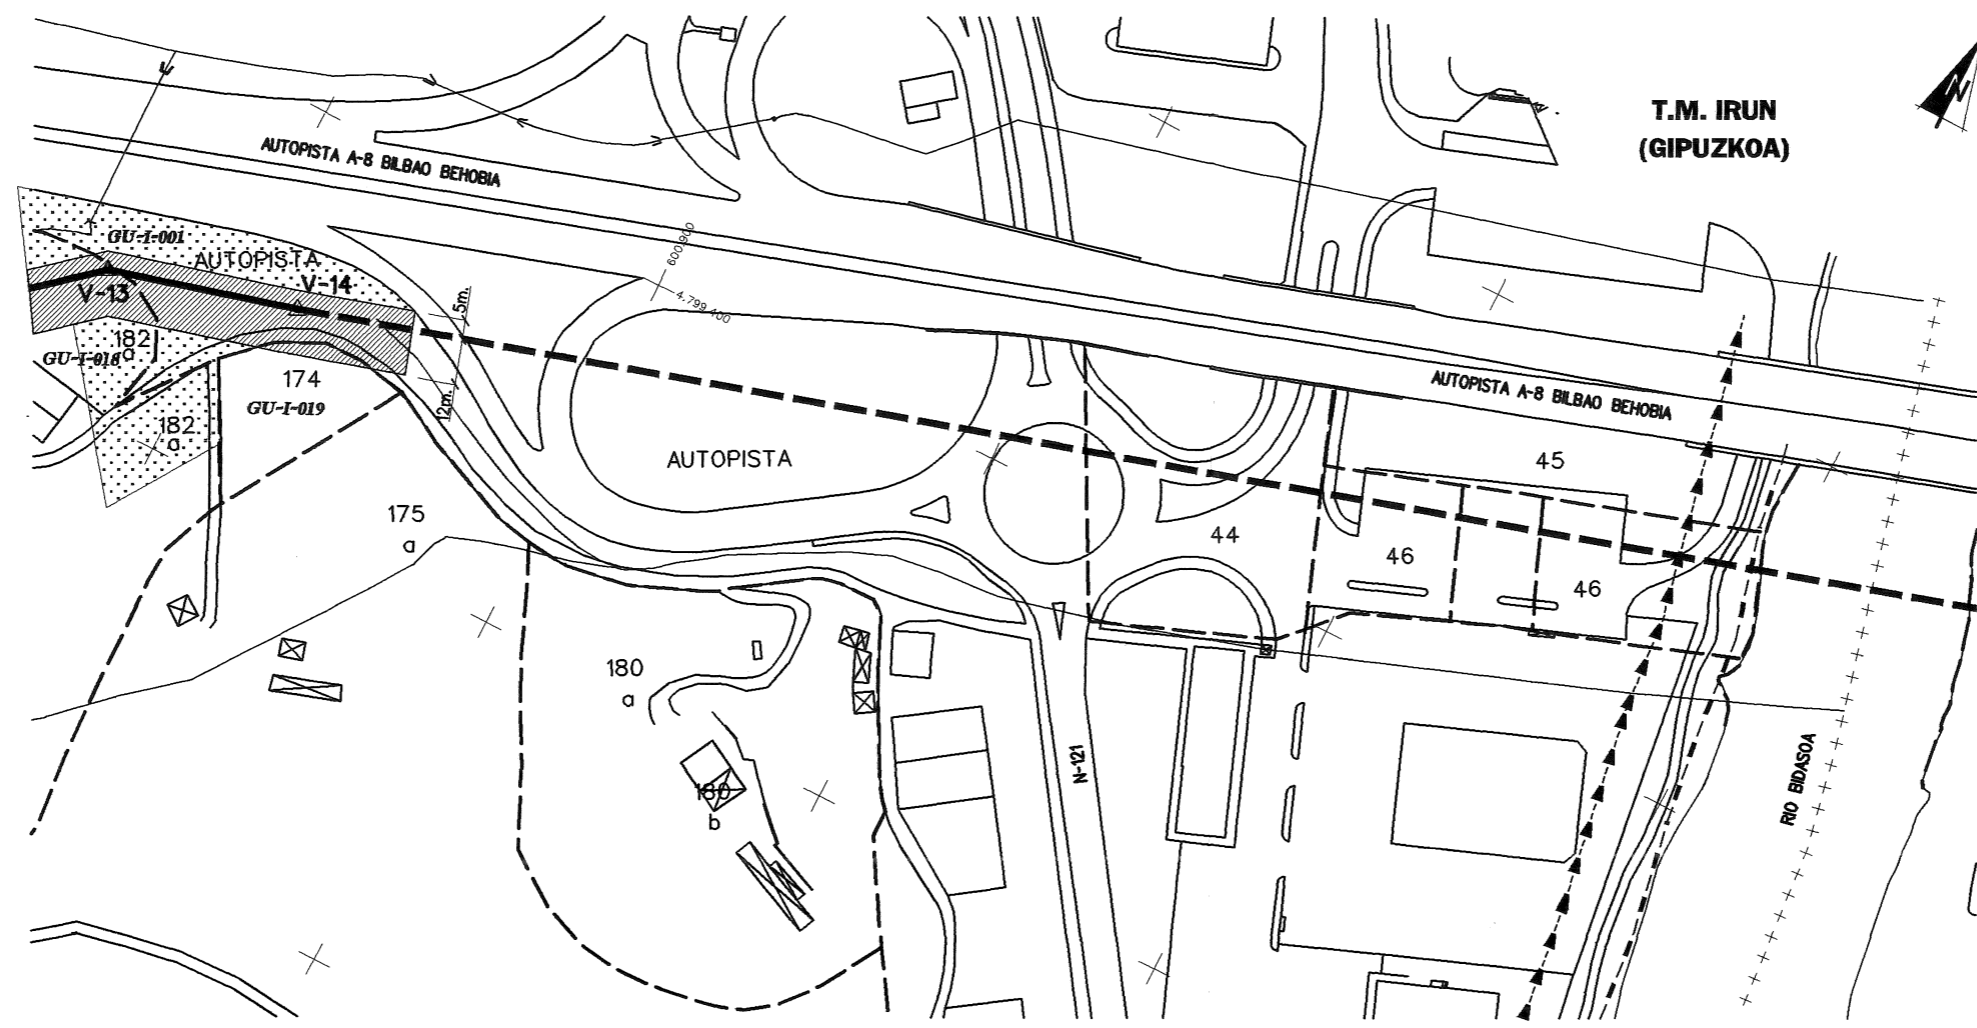 T.M. IRUN
(GIPUZKOA)
N
AUTOPISTA A-8 BILBAO BEHOBIA
GU-I-001
AUTOPISTA
V-13
V-14
600.900
4.799.400
5m.
12m.
182
a
GU-I-018
174
GU-I-019
182
a
AUTOPISTA A-8 BILBAO BEHOBIA
AUTOPISTA
45
175
a
44
46
46
180
a
180
b
N-121
RIO BIDASOA